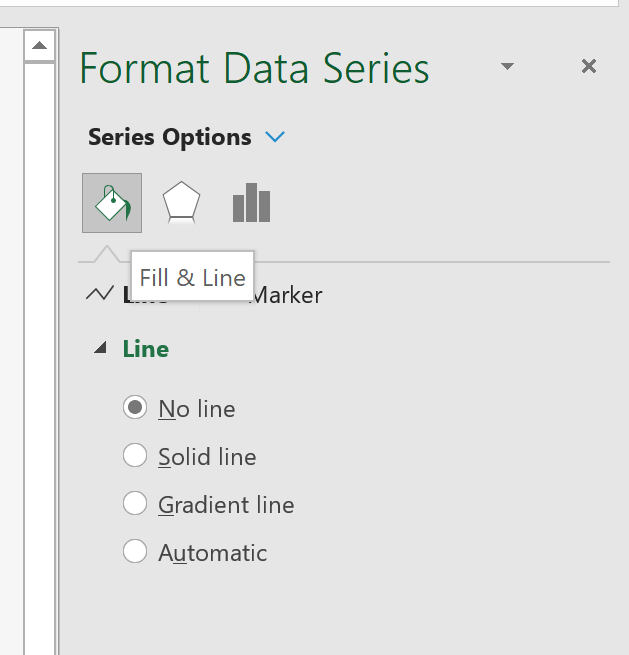 Format Data Series
Series Options
Fill & Line
Marker
Line
No line
Solid line
Gradient line
Automatic